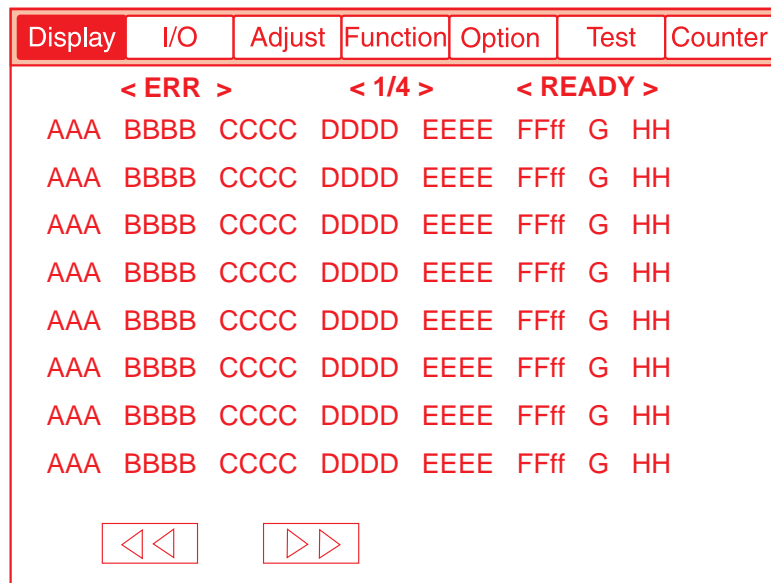 Display I/O Adjust Function Option Test Counter
< ERR > < 1/4 > < READY >
AAA BBBB CCCC DDDD EEEE FFff G HH
AAA BBBB CCCC DDDD EEEE FFff G HH
AAA BBBB CCCC DDDD EEEE FFff G HH
AAA BBBB CCCC DDDD EEEE FFff G HH
AAA BBBB CCCC DDDD EEEE FFff G HH
AAA BBBB CCCC DDDD EEEE FFff G HH
AAA BBBB CCCC DDDD EEEE FFff G HH
AAA BBBB CCCC DDDD EEEE FFff G HH